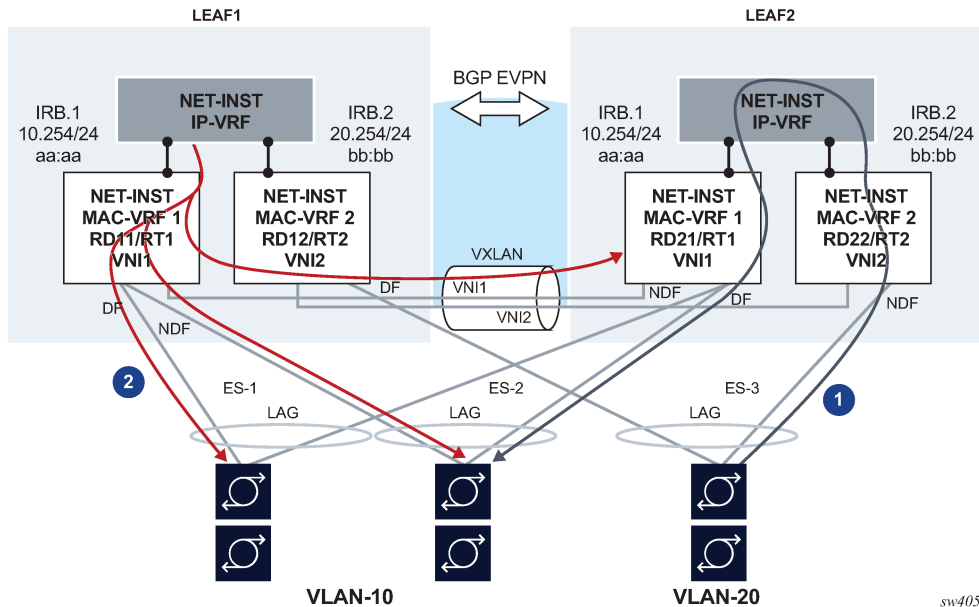 LEAF1
LEAF2
BGP EVPN
NET-INST
IP-VRF
IRB.1
10.254/24
aa:aa
IRB.2
20.254/24
bb:bb
NET-INST
IP-VRF
IRB.1
10.254/24
aa:aa
IRB.2
20.254/24
bb:bb
NET-INST
MAC-VRF 1
RD11/RT1
VNI1
NET-INST
MAC-VRF 2
RD12/RT2
VNI2
NET-INST
MAC-VRF 1
RD21/RT1
VNI1
NET-INST
MAC-VRF 2
RD22/RT2
VNI2
VXLAN
VNI1
VNI2
DF
NDF
DF
NDF
DF
NDF
2
ES-1
ES-2
ES-3
1
LAG
LAG
LAG
VLAN-10
VLAN-20
sw405